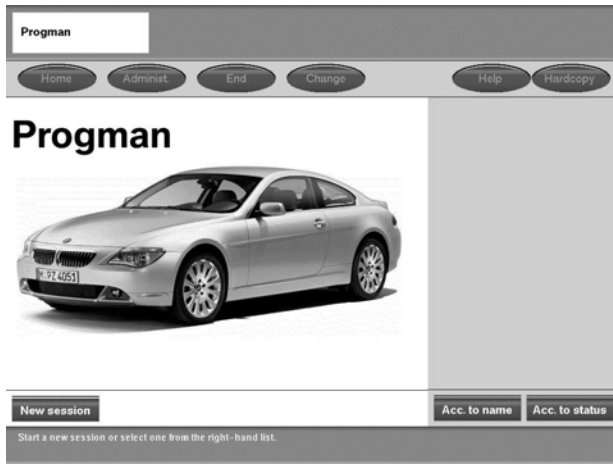 Progman
Home Administ. End Change Help Hardcopy
Progman
M.PZ 4051
New session Acc. to name Acc. to status
Start a new session or select one from the right-hand list.